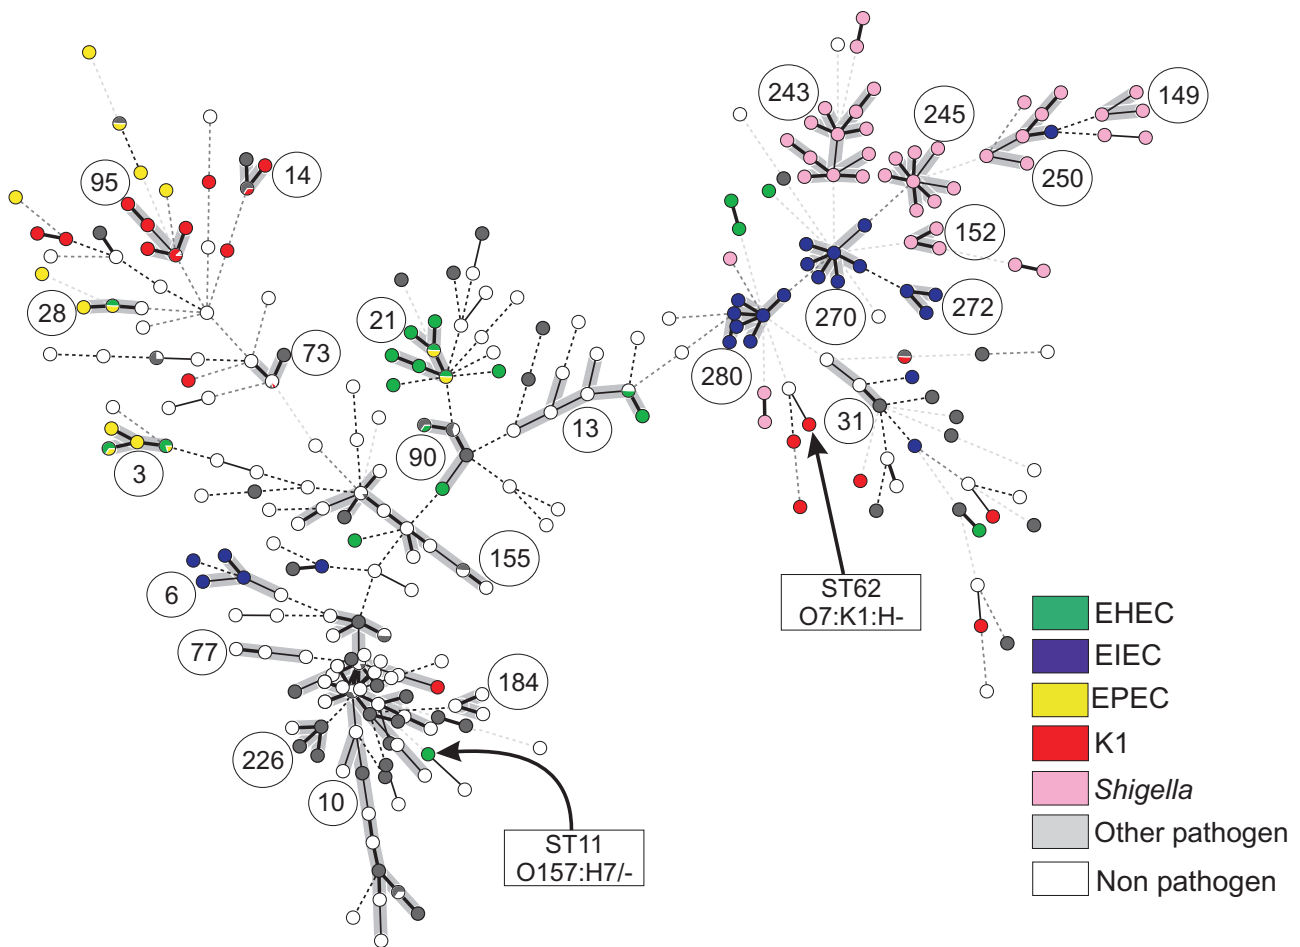 243
149
245
14
95
250
152
28
21
272
270
73
280
13
31
90
3
155
6
ST62
O7:K1:H-
77
184
226
10
ST11
O157:H7/-
EHEC
EIEC
EPEC
K1
Shigella
Other pathogen
Non pathogen